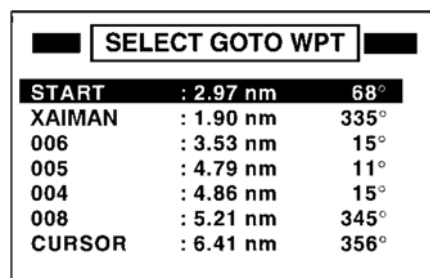 SELECT GOTO WPT
START : 2.97 nm 68°
XAIMAN : 1.90 nm 335°
006 : 3.53 nm 15°
005 : 4.79 nm 11°
004 : 4.86 nm 15°
008 : 5.21 nm 345°
CURSOR : 6.41 nm 356°